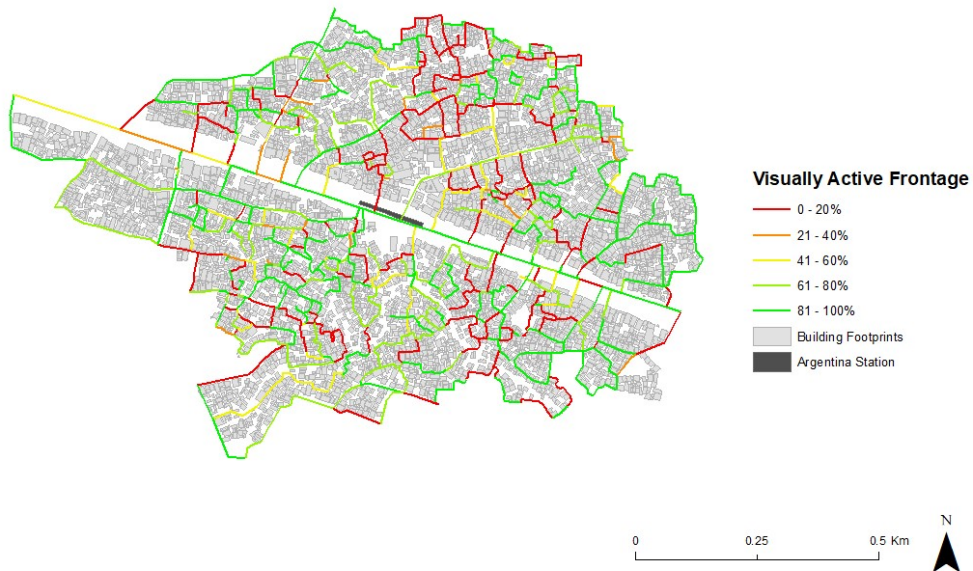 Visually Active Frontage
0 - 20%
21 - 40%
41 - 60%
61 - 80%
81 - 100%
Building Footprints
Argentina Station
N
0 0.25 0.5 Km